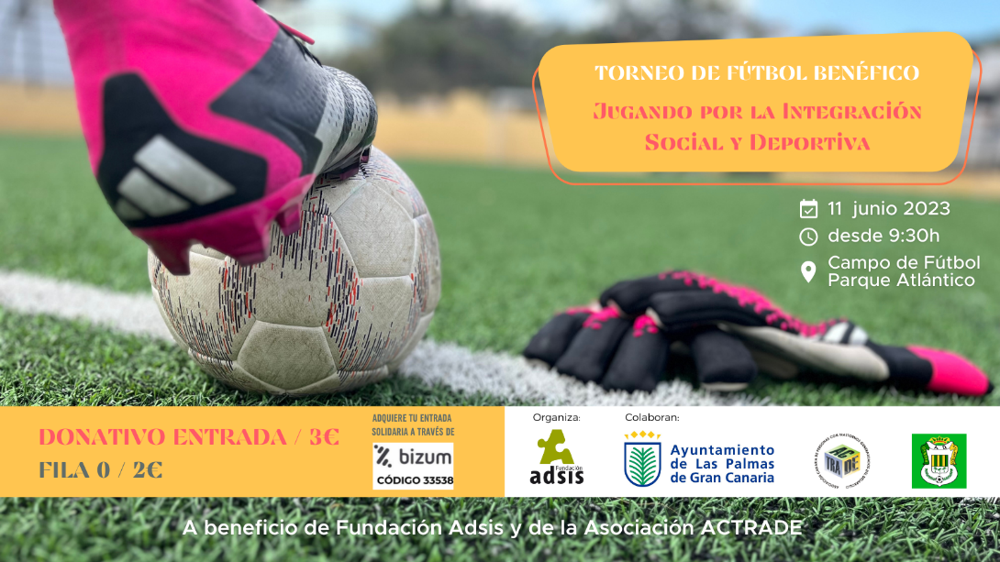 TORNEO DE FÚTBOL BENÉFICO
Jugando por la Integración
Social y Deportiva
11 junio 2023
desde 9:30h
Campo de Fútbol
Parque Atlántico
DONATIVO ENTRADA / 3€
FILA 0 / 2€
ADQUIERE TU ENTRADA
SOLIDARIA A TRAVÉS DE
bizum
CÓDIGO 33538
Organiza:
Fundación
adsis
Colaboran:
Ayuntamiento
de Las Palmas
de Gran Canaria
A beneficio de Fundación Adsis y de la Asociación ACTRADE